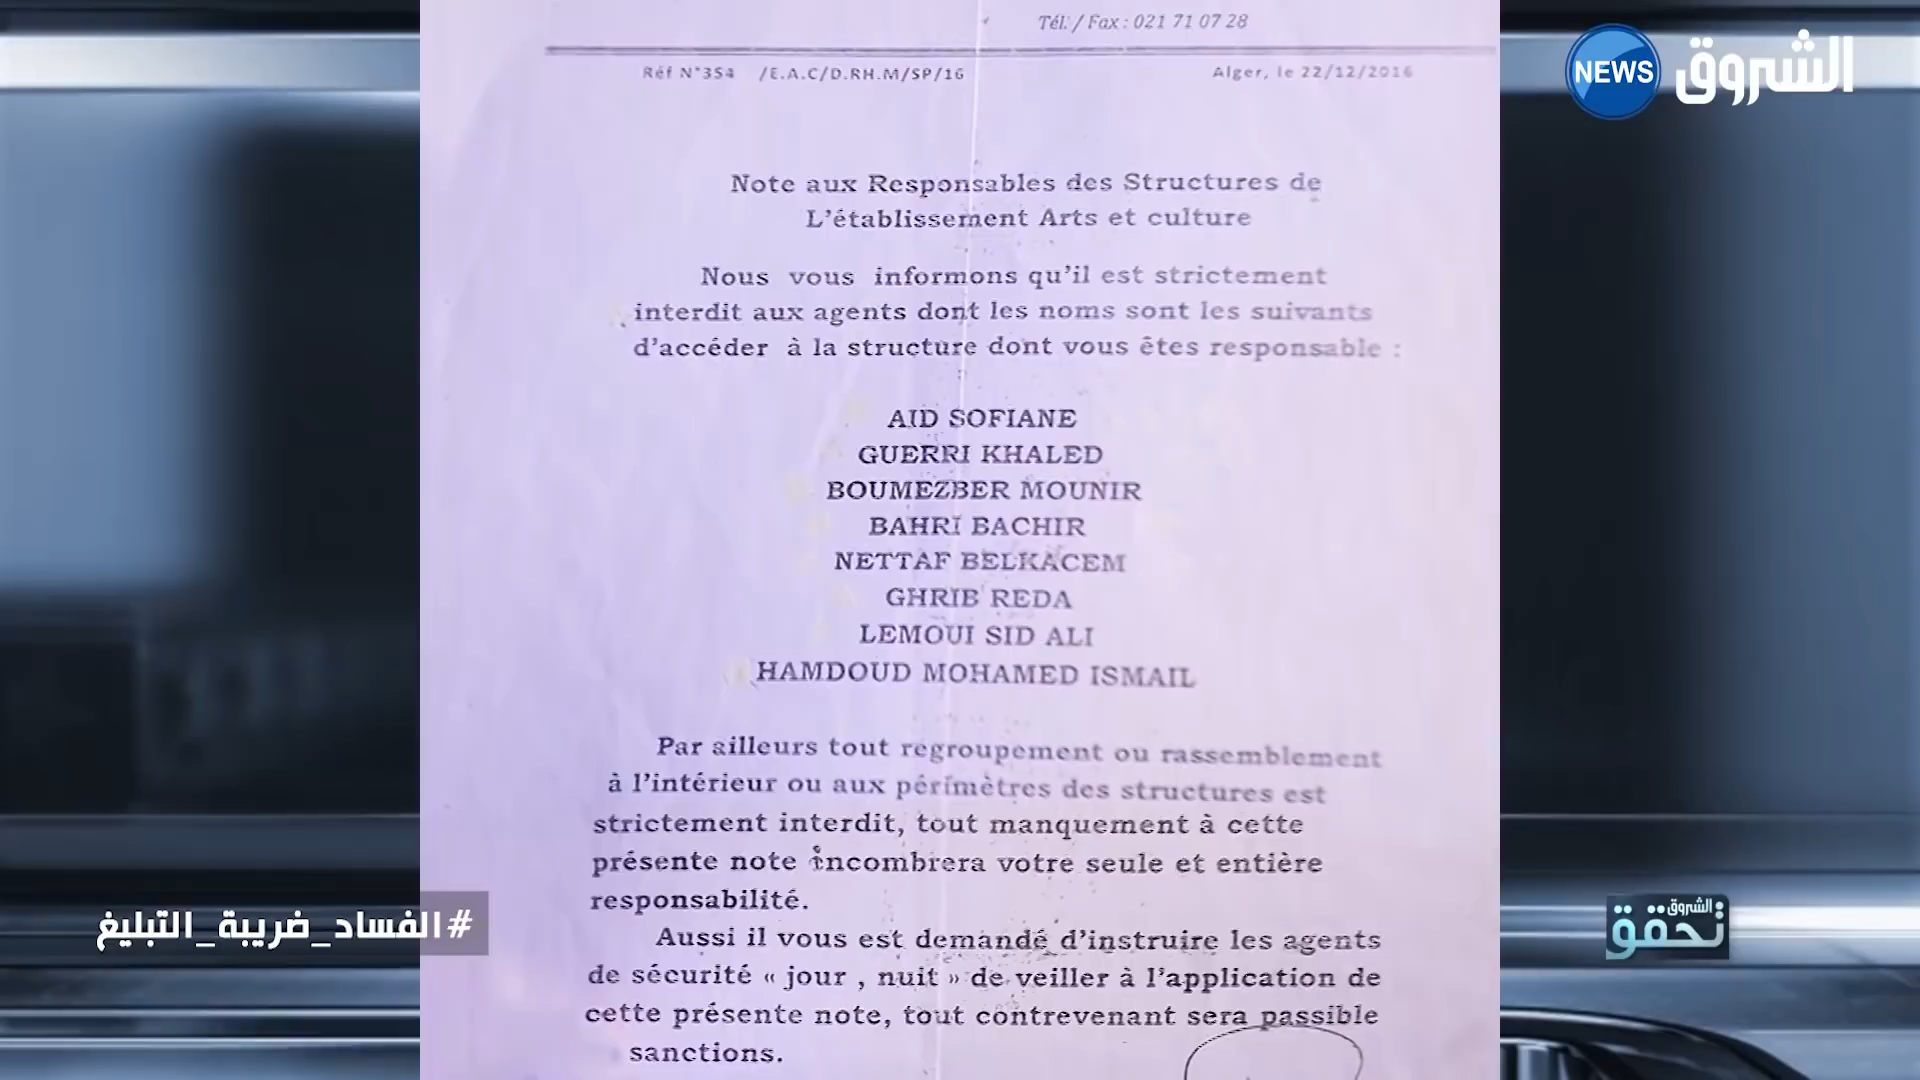 Tél. / Fax : 021 71 07 28
Réf N°354 /E.A.C/D.RH.M/SP/16
Alger, le 22/12/2016
NEWS الشروق
Note aux Responsables des Structures de
L'établissement Arts et culture
Nous vous informons qu'il est strictement
interdit aux agents dont les noms sont les suivants
d'accéder à la structure dont vous êtes responsable :
AID SOFIANE
GUERRI KHALED
BOUMEZBER MOUNIR
BAHRI BACHIR
NETTAF BELKACEM
GHRIB REDA
LEMOUI SID ALI
HAMDOUD MOHAMED ISMAIL
Par ailleurs tout regroupement ou rassemblement
à l'intérieur ou aux périmètres des structures est
strictement interdit, tout manquement à cette
présente note incombrera votre seule et entière
responsabilité.
Aussi il vous est demandé d'instruire les agents
de sécurité « jour , nuit » de veiller à l'application de
cette présente note, tout contrevenant sera passible
sanctions.
#الفساد_ضريبة_التبليغ
الشروق
تحقق